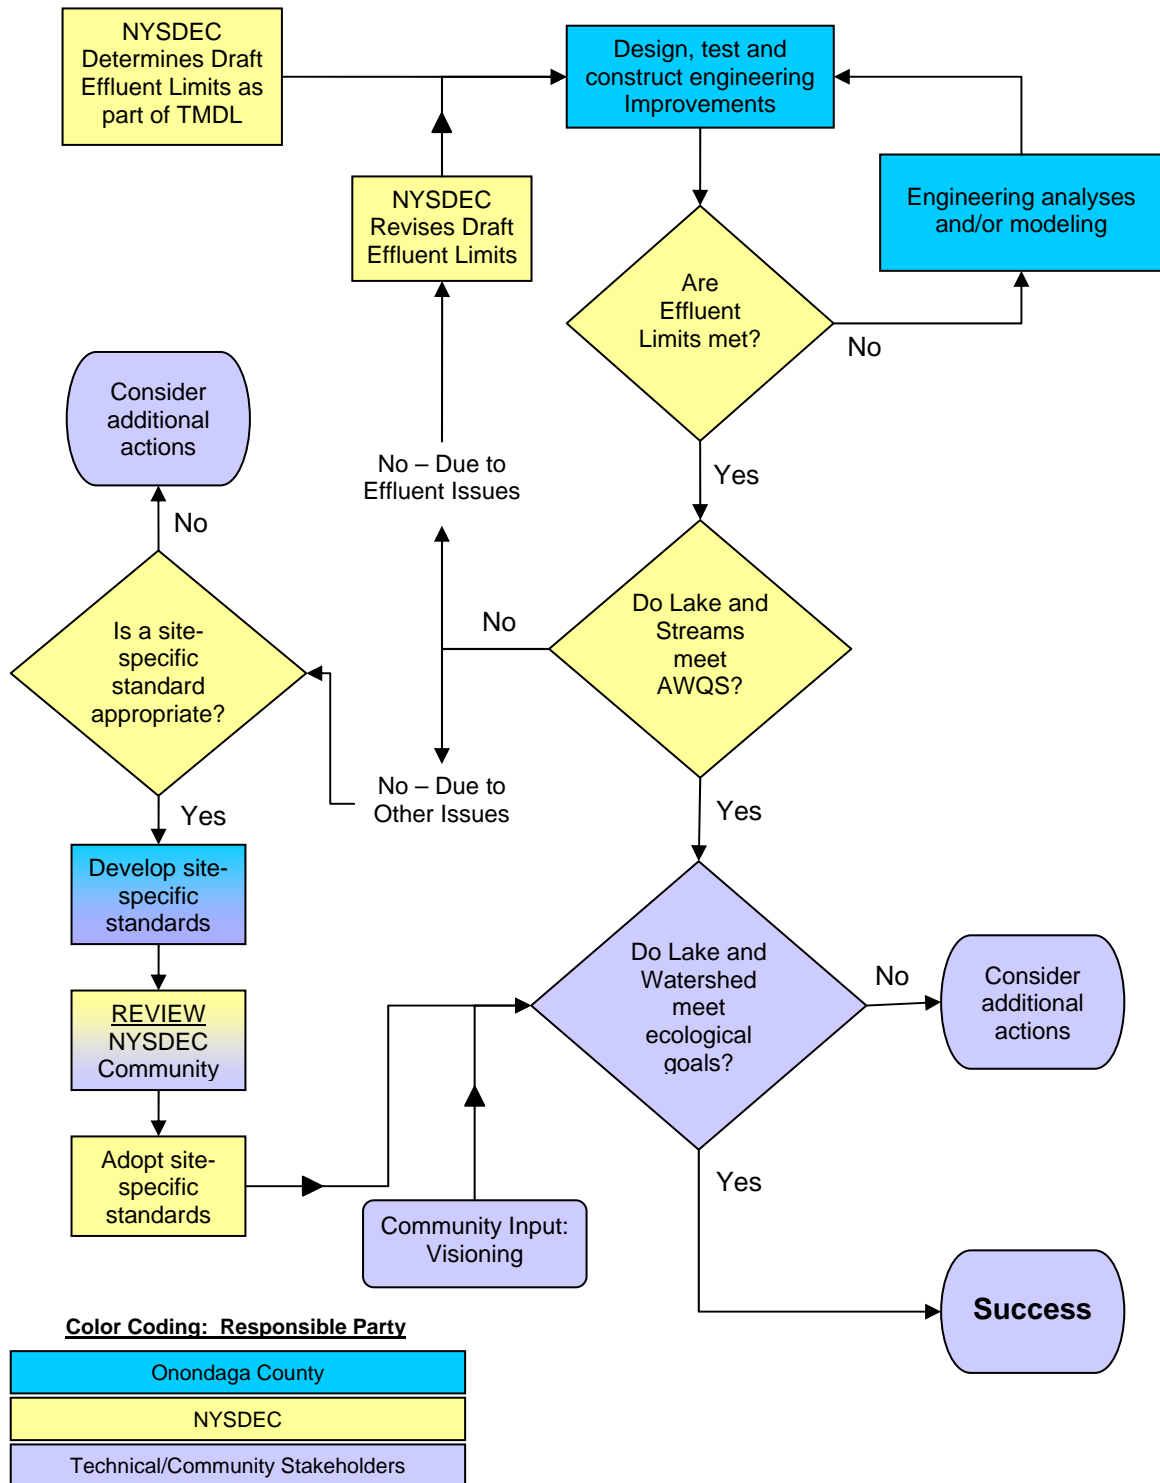 NYSDEC
Determines Draft
Effluent Limits as
part of TMDL
Design, test and
construct engineering
Improvements
NYSDEC
Revises Draft
Effluent Limits
Engineering analyses
and/or modeling
Are
Effluent
Limits met?
No
Consider
additional
actions
No – Due to
Effluent Issues
Yes
No
Is a site-
specific
standard
appropriate?
No
Do Lake and
Streams
meet
AWQS?
No – Due to
Other Issues
Yes
Yes
Develop site-
specific
standards
REVIEW
NYSDEC
Community
Adopt site-
specific
standards
Community Input:
Visioning
Do Lake and
Watershed
meet
ecological
goals?
No
Consider
additional
actions
Yes
Success
Color Coding:  Responsible Party
Onondaga County
NYSDEC
Technical/Community Stakeholders